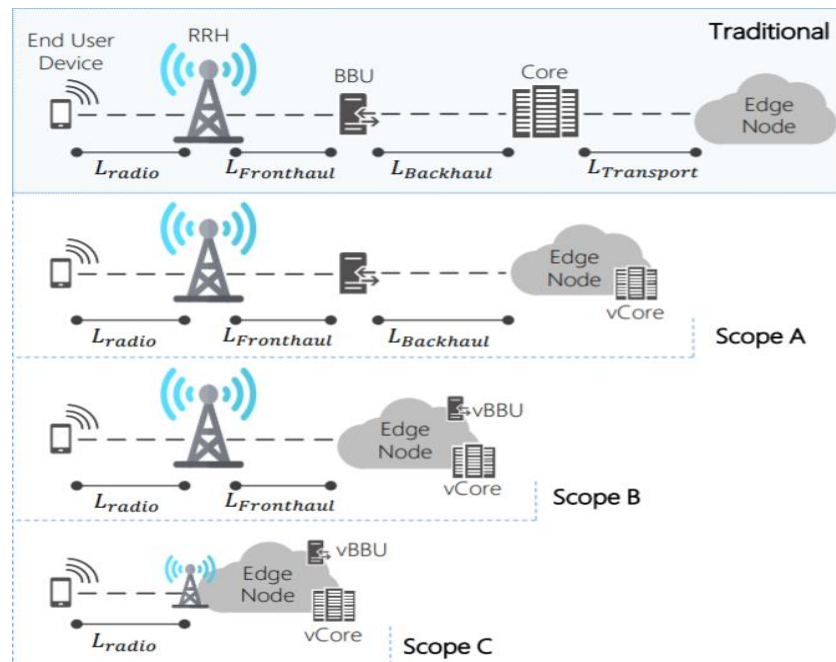 Traditional
End User
Device
RRH
BBU
Core
Edge
Node
L_radio
L_Fronthaul
L_Backhaul
L_Transport
Edge
Node
vCore
L_radio
L_Fronthaul
L_Backhaul
Scope A
vBBU
Edge
Node
vCore
L_radio
L_Fronthaul
Scope B
vBBU
Edge
Node
vCore
L_radio
Scope C